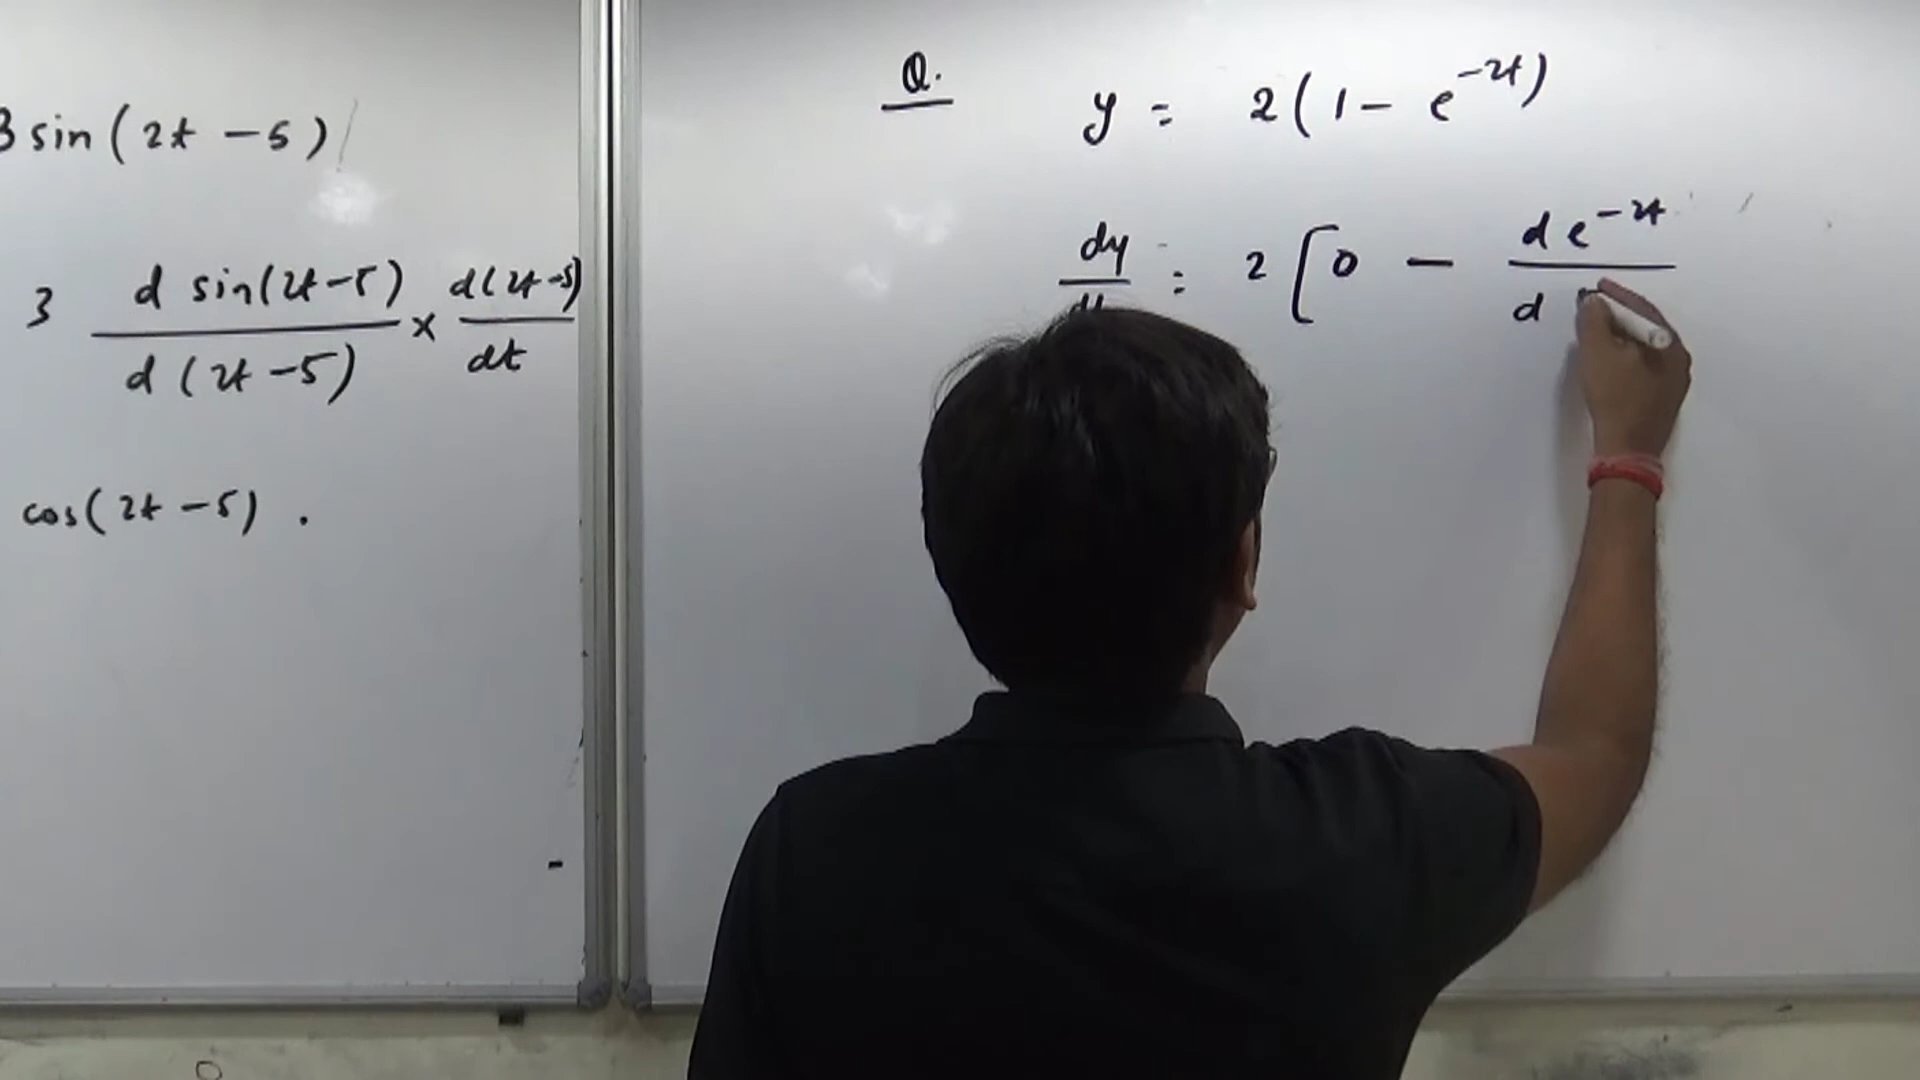 3 sin(2t - 5)
3 d sin(2t-5) × d(2t-5)
d(2t-5) dt
cos(2t-5).
Q. y = 2(1 - e^-2t)
dy = 2[0 - de^-2t
d